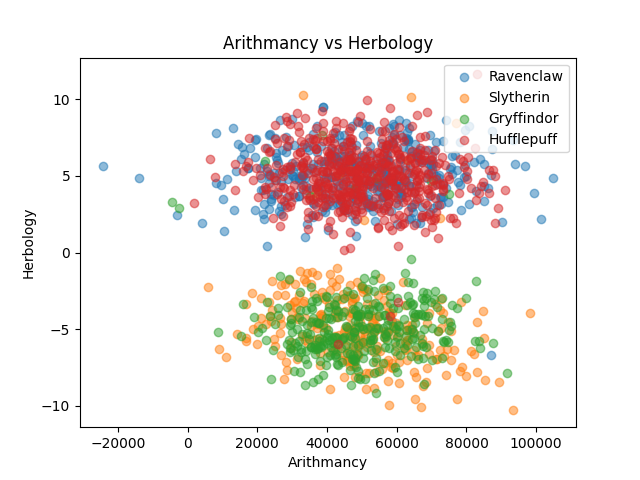 Arithmancy vs Herbology
Ravenclaw
Slytherin
Gryffindor
Hufflepuff
Herbology
10
5
0
−5
−10
−20000 0 20000 40000 60000 80000 100000
Arithmancy